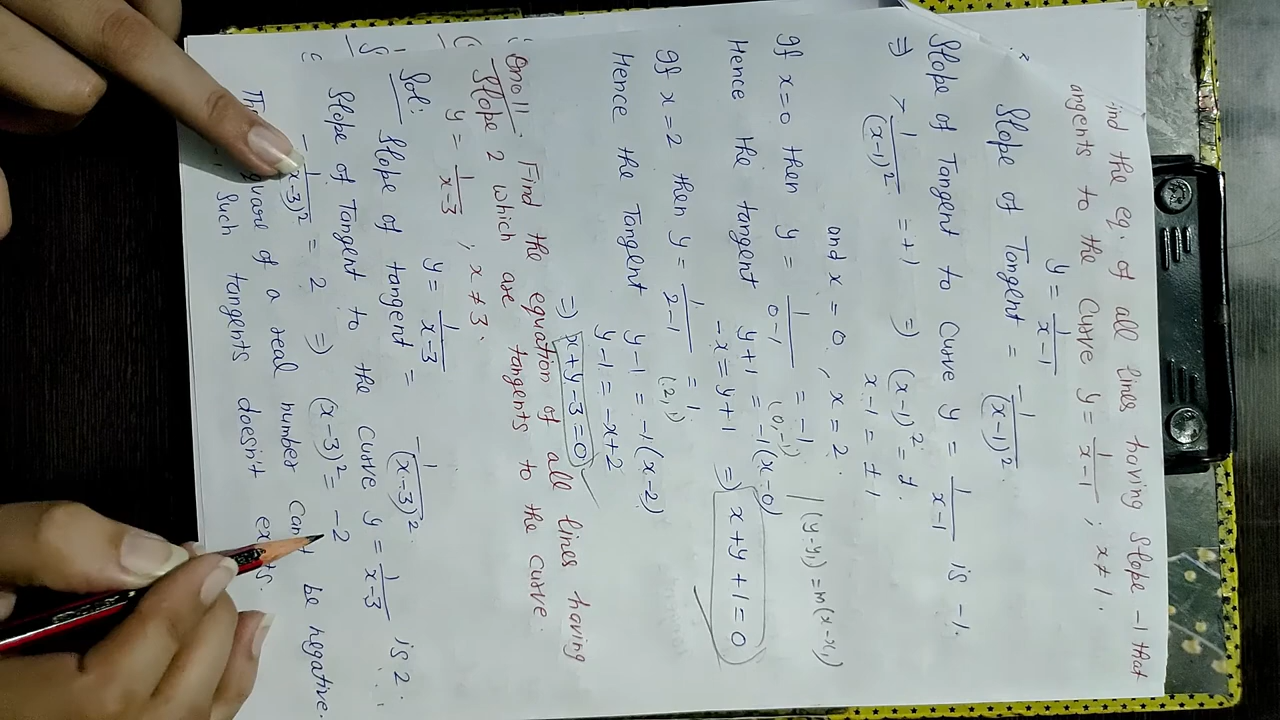 ind the eq. of all lines having slope -1 that
angents to the curve y = 1/(x-1) ; x ≠ 1.
y = 1/(x-1)
Slope of Tangent = -1/(x-1)².
Slope of Tangent to curve y = 1/(x-1) is -1.
⇒ 1/(x-1)² = +1 ⇒ (x-1)² = 1.
x-1 = ±1
and x = 0, x = 2.
(y-y₁) = m(x-x₁)
If x=0 then y = 1/(0-1) = -1 (0,-1)
Hence the tangent y+1 = -1(x-0)
-x = y+1 ⇒ x+y+1=0
If x=2 then y = 1/(2-1) = 1 (2,1)
Hence the Tangent y-1 = -1(x-2)
y-1 = -x+2
⇒ x+y-3=0
Qno 11. Find the equation of all lines having
Slope 2 which are tangents to the curve.
y = 1/(x-3) ; x ≠ 3.
Sol: y = 1/(x-3)
Slope of tangent = -1/(x-3)².
Slope of Tangent to the curve y = 1/(x-3) is 2.
- 1/(x-3)² = 2 ⇒ (x-3)² = -2
of a real number can't be negative.
Such tangents doesn't